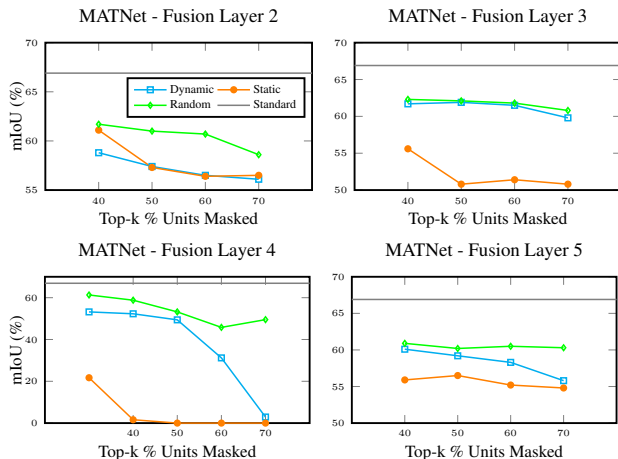 MATNet - Fusion Layer 2
MATNet - Fusion Layer 3
70
65
60
55
mIoU (%)
Dynamic
Static
Random
Standard
40 50 60 70
Top-k % Units Masked
70
65
60
55
50
40 50 60 70
Top-k % Units Masked
MATNet - Fusion Layer 4
MATNet - Fusion Layer 5
60
40
20
0
mIoU (%)
40 50 60 70
Top-k % Units Masked
70
65
60
55
50
40 50 60 70
Top-k % Units Masked